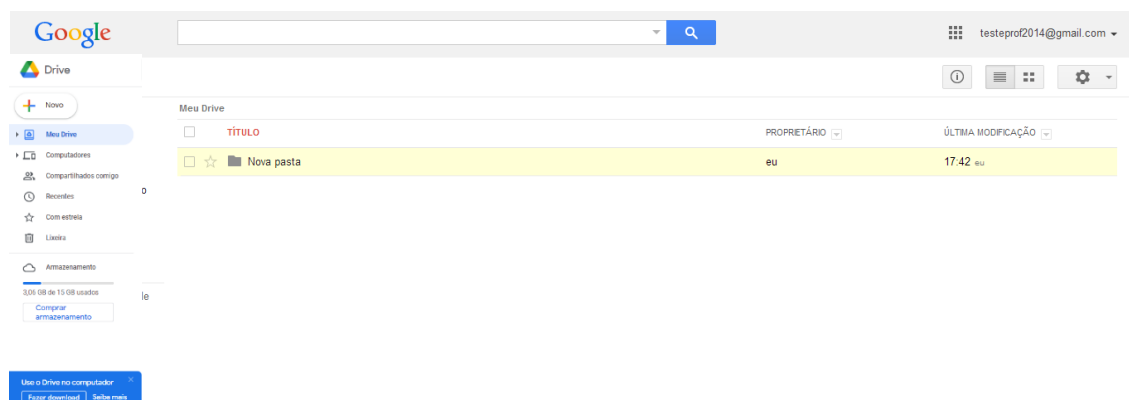 Google
testeprof2014@gmail.com
Drive
Novo
Meu Drive
Meu Drive
TÍTULO PROPRIETÁRIO ÚLTIMA MODIFICAÇÃO
Nova pasta eu 17:42 eu
Computadores
Compartilhados comigo
Recentes
o
Com estrela
Lixeira
Armazenamento
3,06 GB de 15 GB usados
le
Comprar
armazenamento
Use o Drive no computador
Fazer download Saiba mais